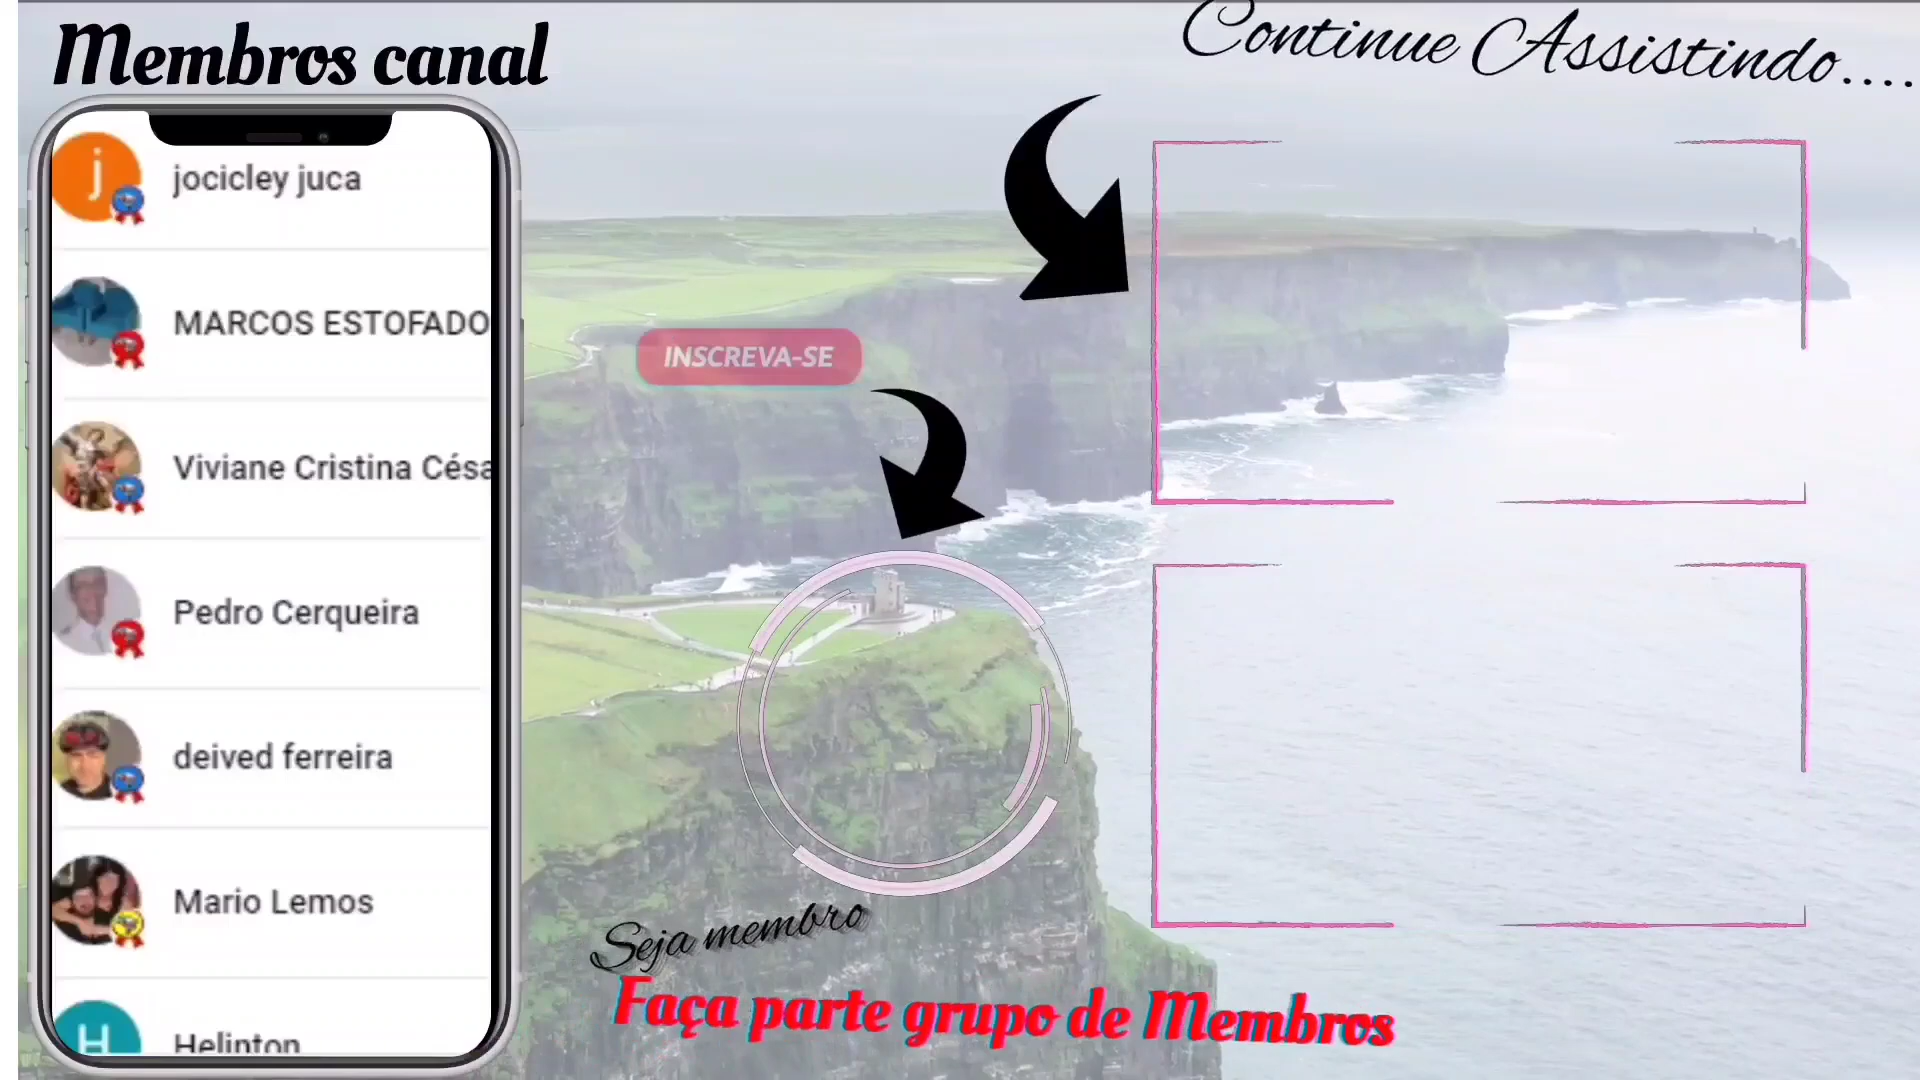 Membros canal
Continue Assistindo....
j
jocicley juca
MARCOS ESTOFADO
Viviane Cristina Césa
Pedro Cerqueira
deived ferreira
Mario Lemos
H
Helinton
INSCREVA-SE
Seja membro
Faça parte grupo de Membros